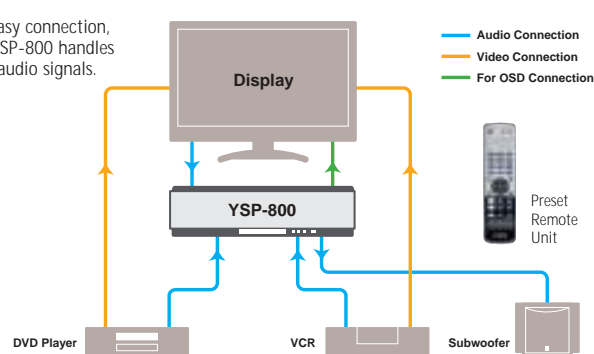 asy connection,
SP-800 handles
audio signals.
Audio Connection
Video Connection
For OSD Connection
Display
YSP-800
Preset
Remote
Unit
DVD Player
VCR
Subwoofer